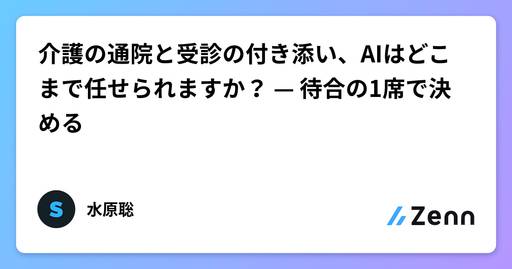 介護の通院と受診の付き添い、AIはどこ
まで任せられますか？ — 待合の1席で決
める
S
水原聡
Zenn